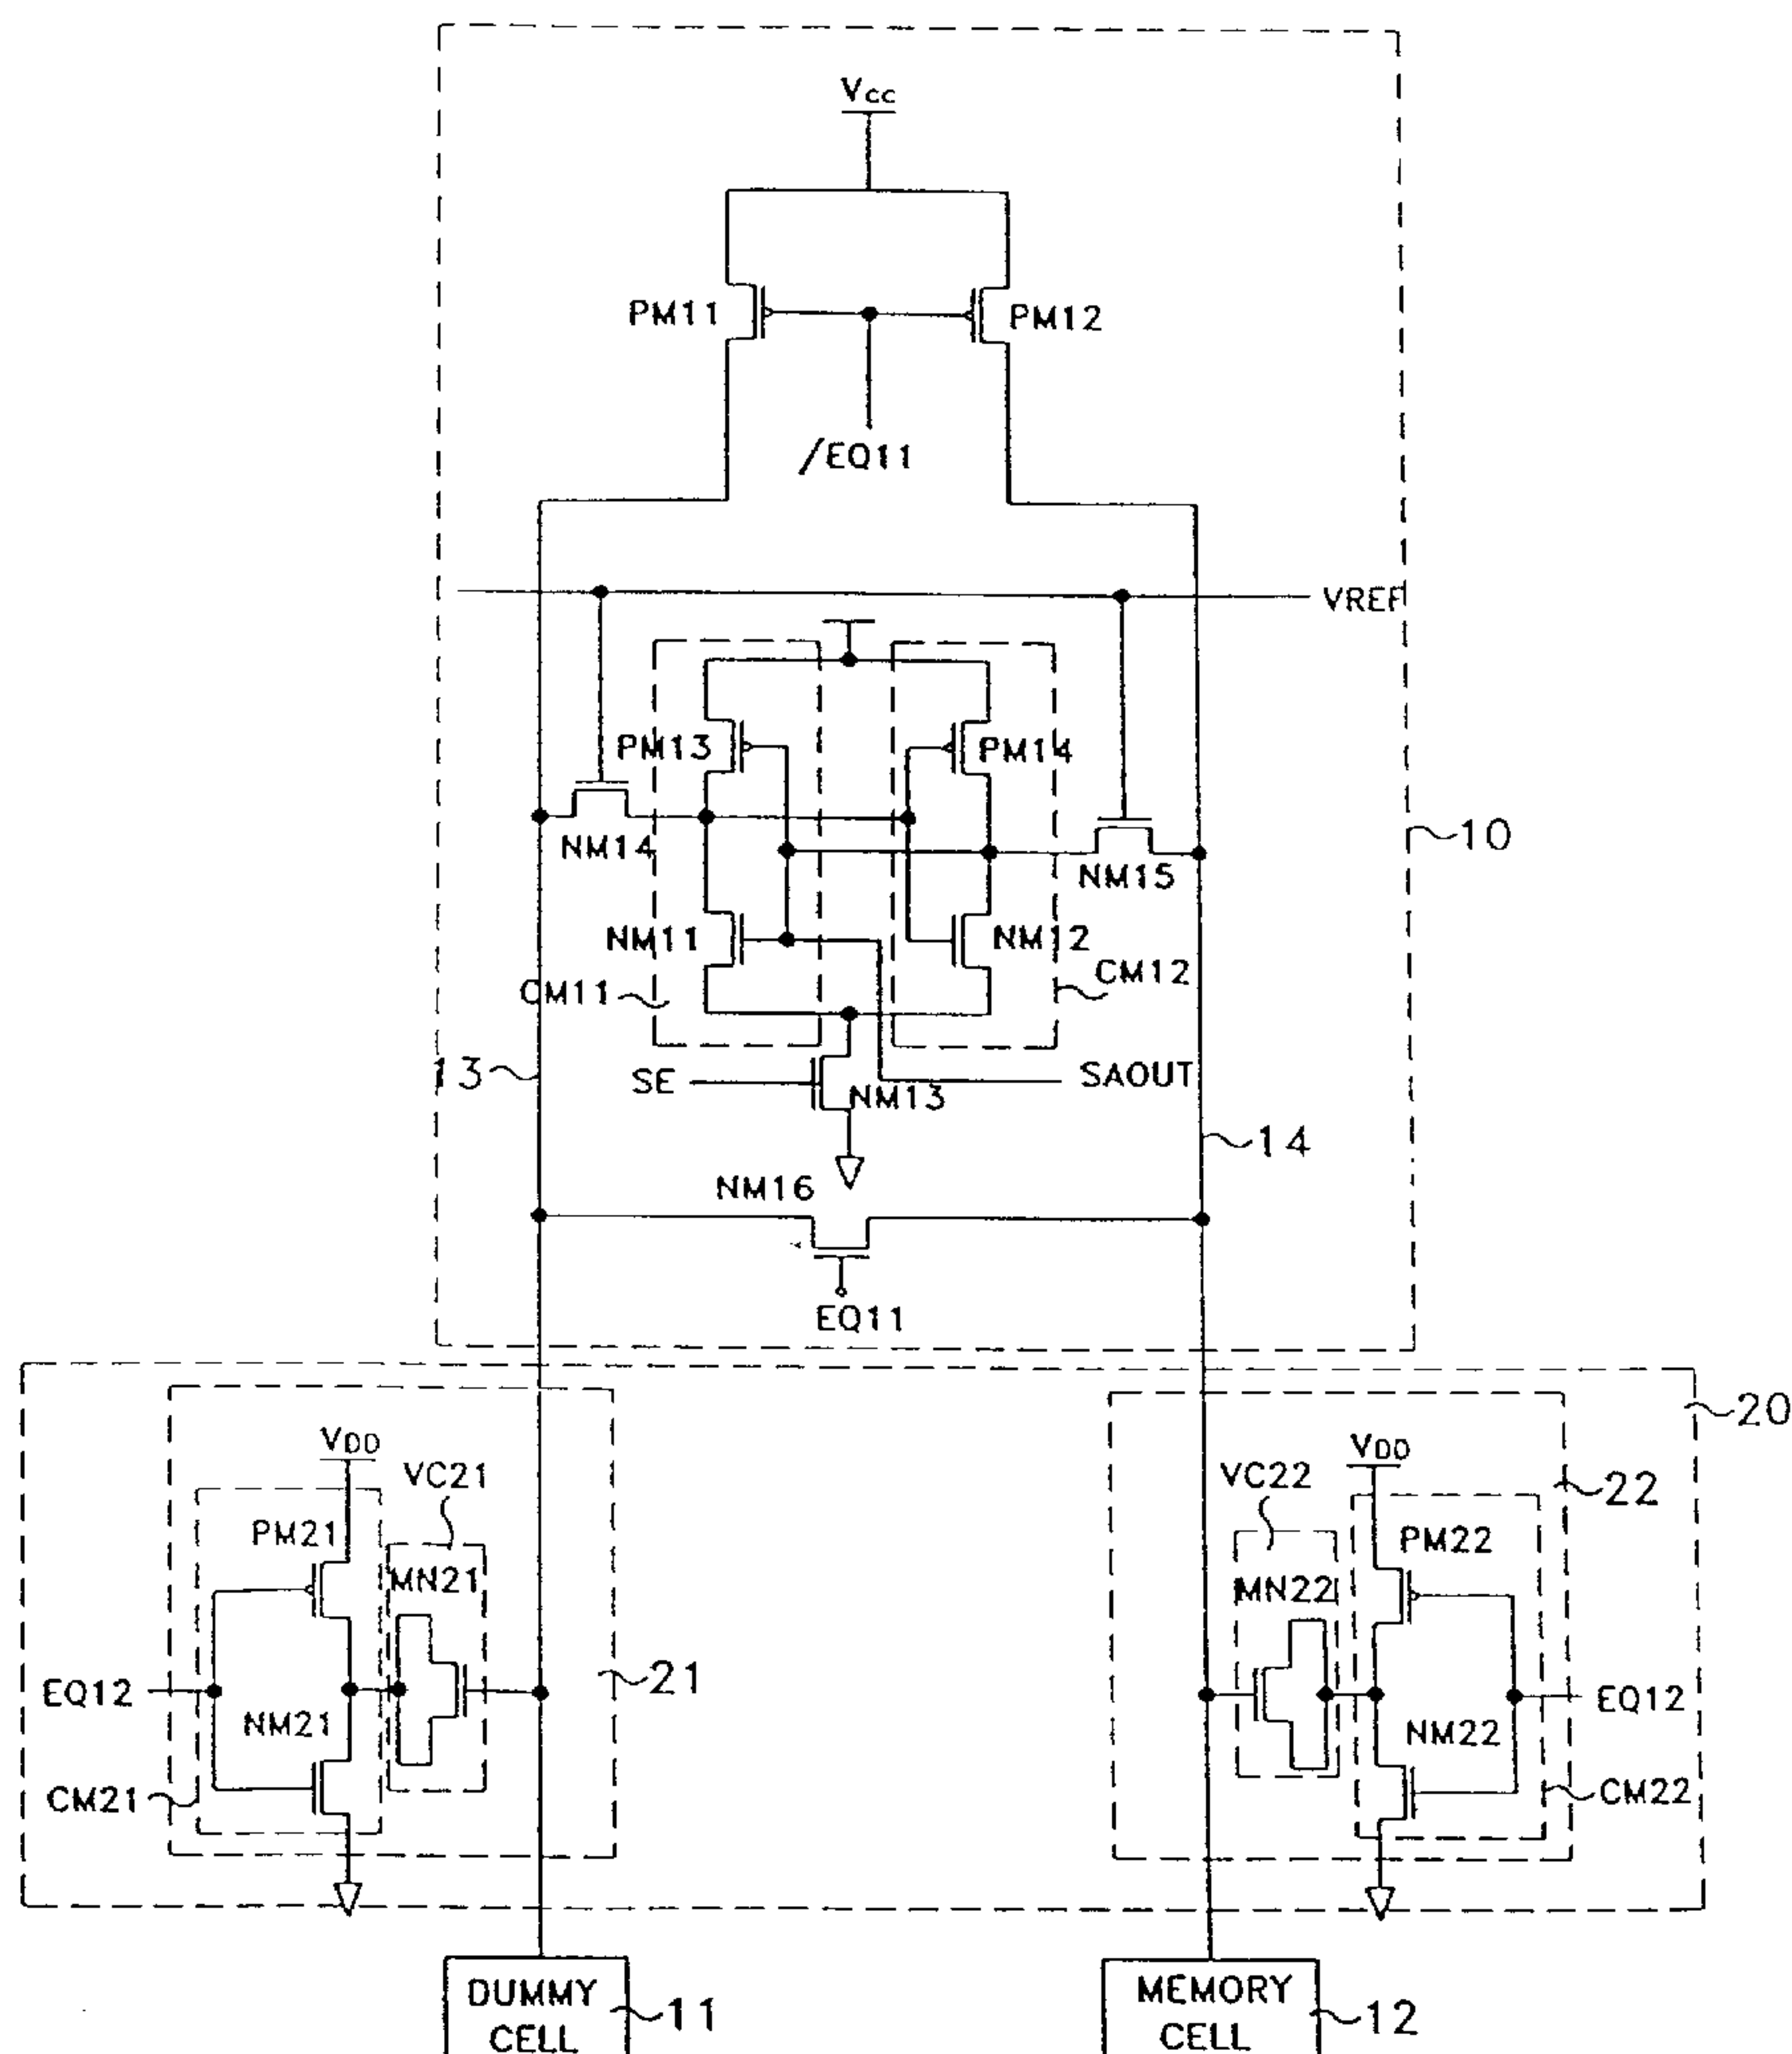 Vcc
PM11
PM12
/EQ11
VREF
PM13
PM14
NM14
NM15
10
NM11
NM12
CM11
CM12
13
SE
NM13
SAOUT
14
NM16
EQ11
20
VDD
VC21
VC22
VDD
22
PM21
MN21
MN22
PM22
EQ12
21
EQ12
NM21
NM22
CM21
CM22
DUMMY
CELL
11
MEMORY
CELL
12